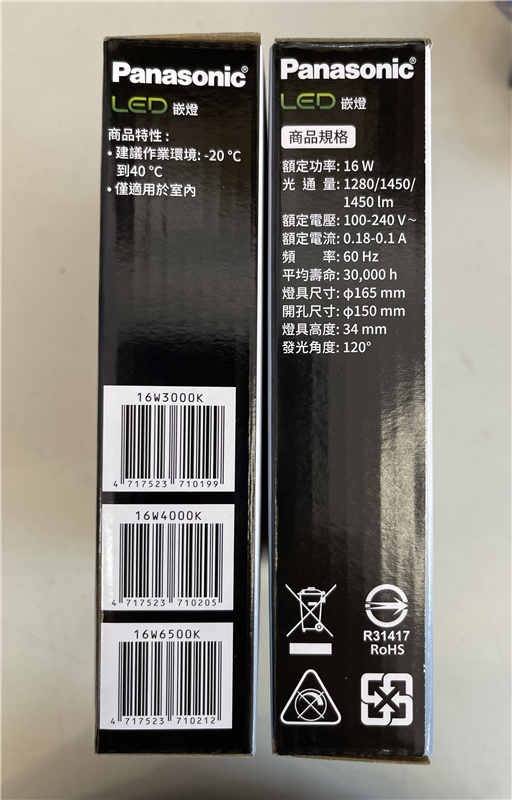 Panasonic®
LED 嵌燈
商品特性 :
• 建議作業環境: -20 °C
到40 °C
• 僅適用於室內
16W3000K
4 717523 710199
16W4000K
4 717523 710205
16W6500K
4 717523 710212
Panasonic®
LED 嵌燈
商品規格
額定功率: 16 W
光 通 量: 1280/1450/
1450 lm
額定電壓: 100-240 V ~
額定電流: 0.18-0.1 A
頻 率: 60 Hz
平均壽命: 30,000 h
燈具尺寸: φ165 mm
開孔尺寸: φ150 mm
燈具高度: 34 mm
發光角度: 120°
R31417
RoHS